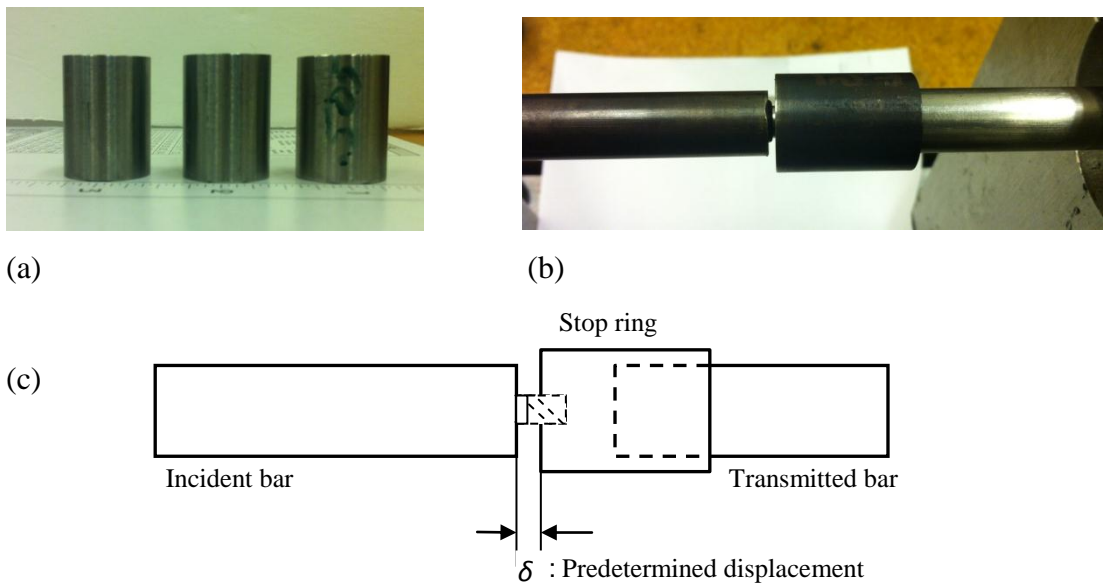 (a)
(b)
Stop ring
(c)
Incident bar
Transmitted bar
δ : Predetermined displacement